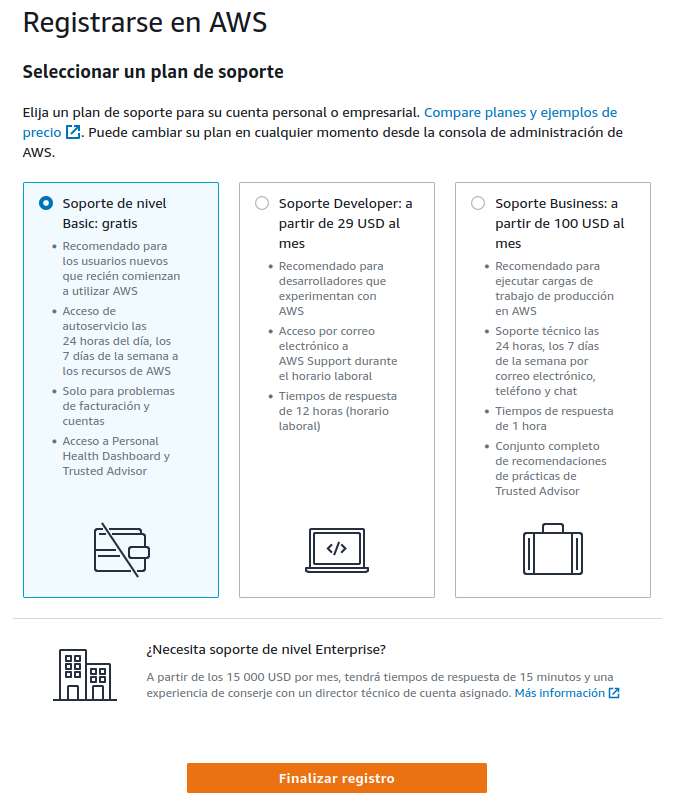 Registrarse en AWS
Seleccionar un plan de soporte
Elija un plan de soporte para su cuenta personal o empresarial. Compare planes y ejemplos de
precio. Puede cambiar su plan en cualquier momento desde la consola de administración de
AWS.
Soporte de nivel
Basic: gratis
• Recomendado para
los usuarios nuevos
que recién comienzan
a utilizar AWS
• Acceso de
autoservicio las
24 horas del día, los
7 días de la semana a
los recursos de AWS
• Solo para problemas
de facturación y
cuentas
• Acceso a Personal
Health Dashboard y
Trusted Advisor
Soporte Developer: a
partir de 29 USD al
mes
• Recomendado para
desarrolladores que
experimentan con
AWS
• Acceso por correo
electrónico a
AWS Support durante
el horario laboral
• Tiempos de respuesta
de 12 horas (horario
laboral)
</>
Soporte Business: a
partir de 100 USD al
mes
• Recomendado para
ejecutar cargas de
trabajo de producción
en AWS
• Soporte técnico las
24 horas, los 7 días
de la semana por
correo electrónico,
teléfono y chat
• Tiempos de respuesta
de 1 hora
• Conjunto completo
de recomendaciones
de prácticas de
Trusted Advisor
¿Necesita soporte de nivel Enterprise?
A partir de los 15 000 USD por mes, tendrá tiempos de respuesta de 15 minutos y una
experiencia de conserje con un director técnico de cuenta asignado. Más información
Finalizar registro